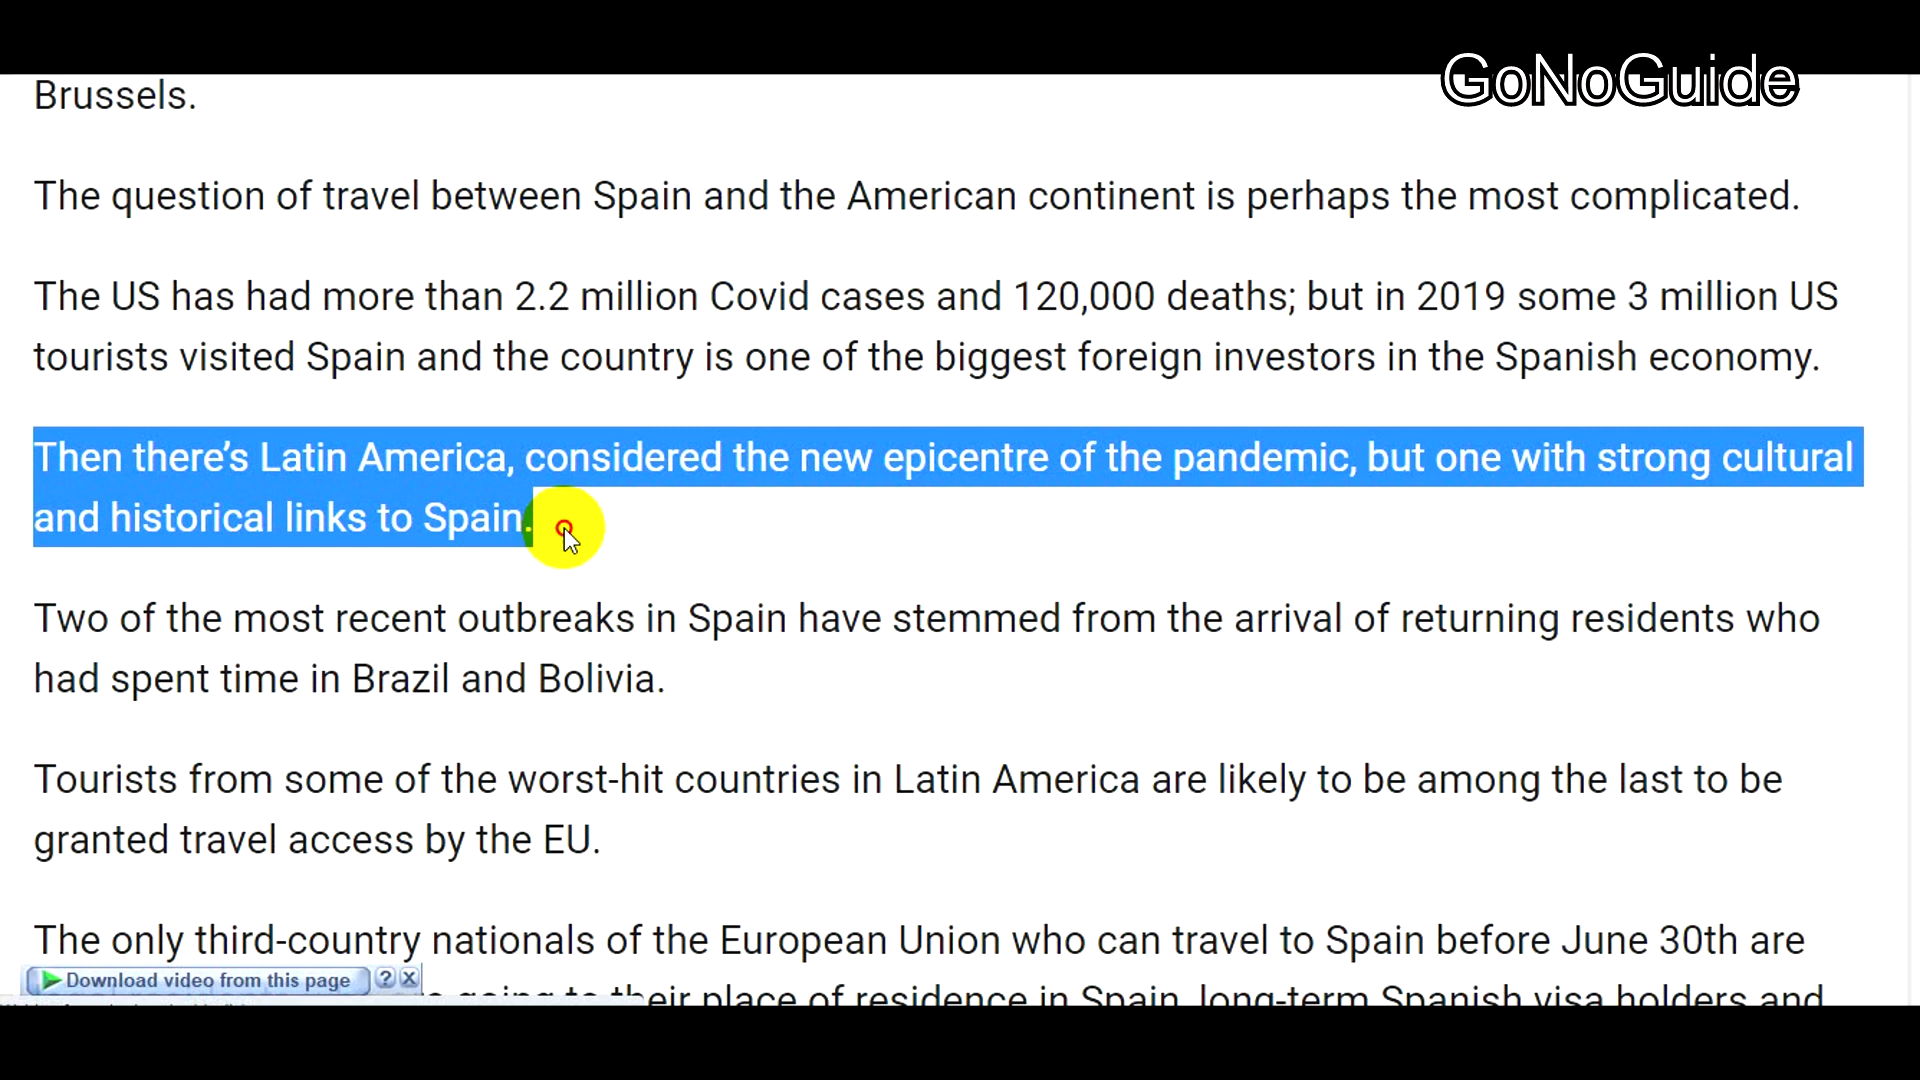 GoNoGuide
Brussels.
The question of travel between Spain and the American continent is perhaps the most complicated.
The US has had more than 2.2 million Covid cases and 120,000 deaths; but in 2019 some 3 million US
tourists visited Spain and the country is one of the biggest foreign investors in the Spanish economy.
Then there’s Latin America, considered the new epicentre of the pandemic, but one with strong cultural
and historical links to Spain.
Two of the most recent outbreaks in Spain have stemmed from the arrival of returning residents who
had spent time in Brazil and Bolivia.
Tourists from some of the worst-hit countries in Latin America are likely to be among the last to be
granted travel access by the EU.
The only third-country nationals of the European Union who can travel to Spain before June 30th are
Download video from this page ? X
going to their place of residence in Spain, long-term Spanish visa holders and